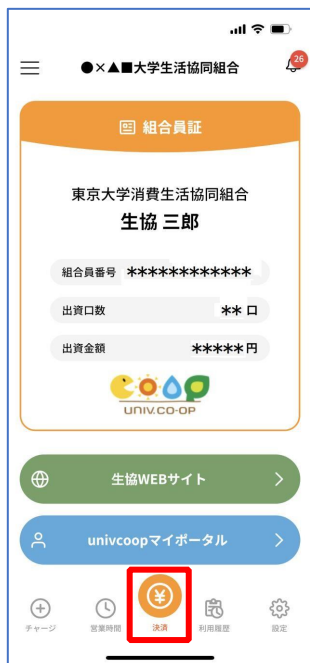 ●×▲■大学生活協同組合
26
組合員証
東京大学消費生活協同組合
生協 三郎
組合員番号 ************
出資口数 ** 口
出資金額 *****円
UNIV.CO-OP
生協WEBサイト
univcoopマイポータル
チャージ
営業時間
¥
決済
利用履歴
設定